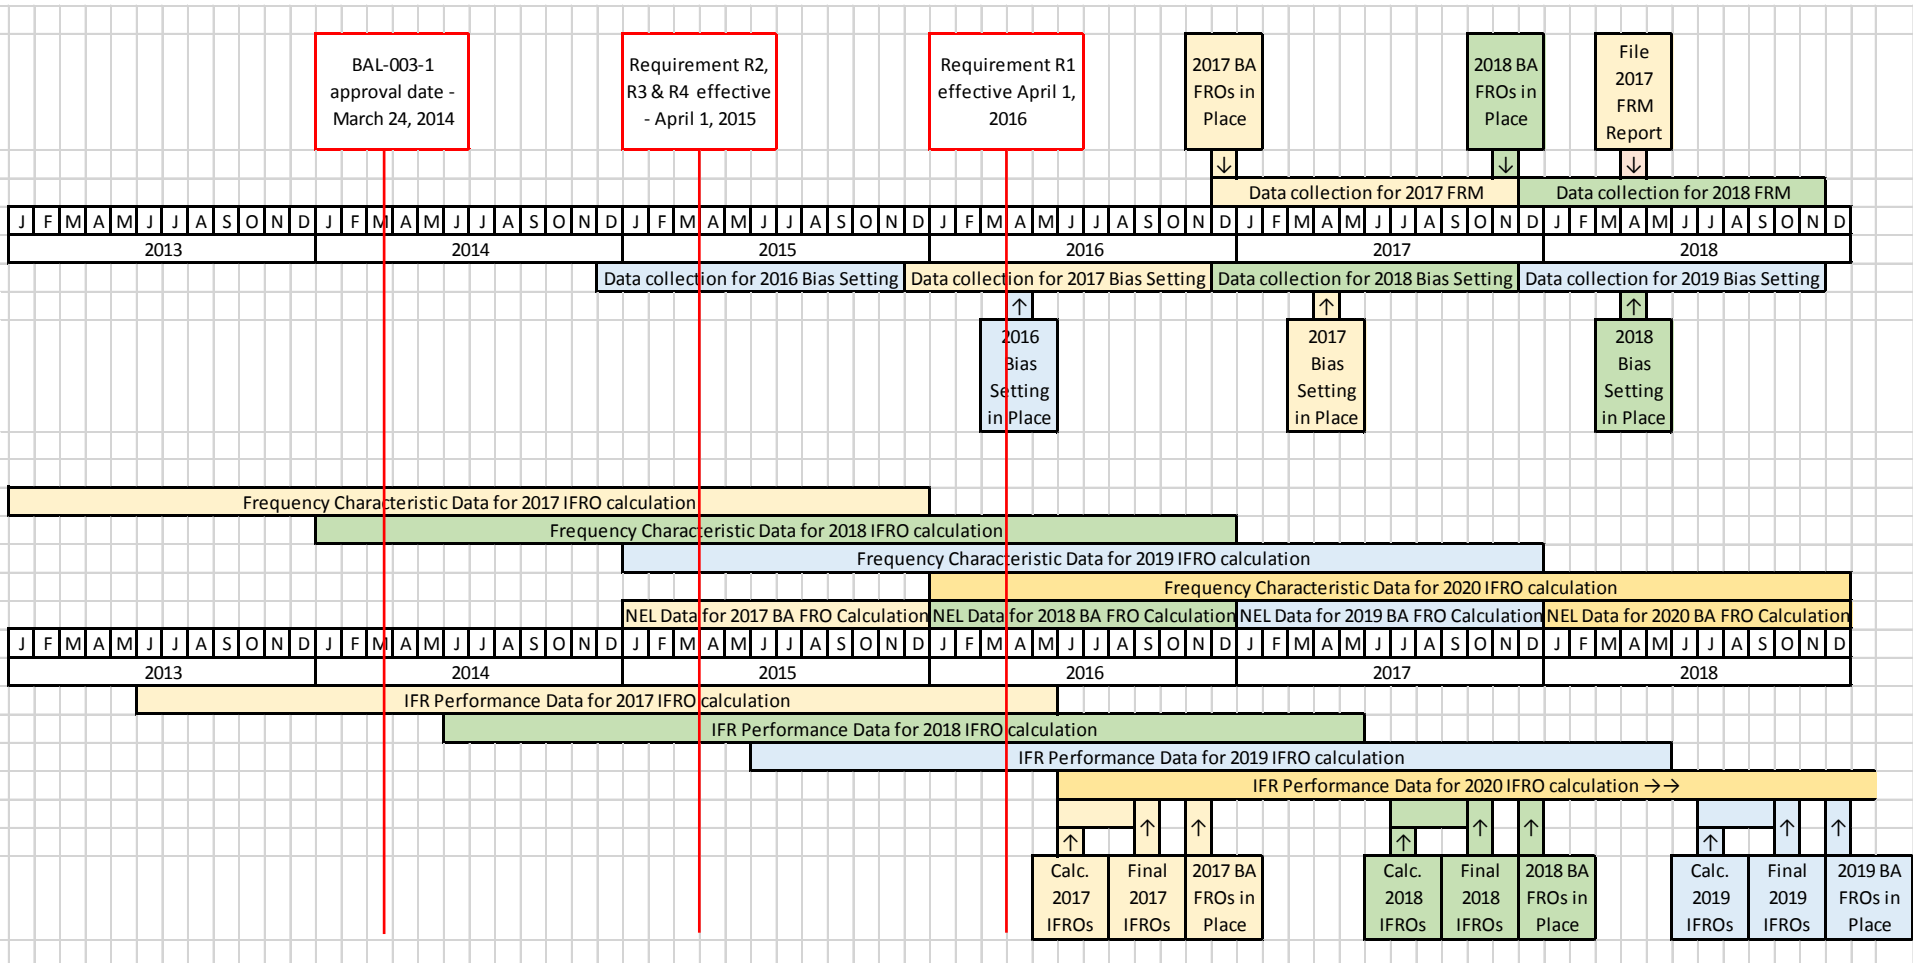 BAL-003-1
approval date -
March 24, 2014
Requirement R2,
R3 & R4 effective
- April 1, 2015
Requirement R1
effective April 1,
2016
2017 BA
FROs in
Place
2018 BA
FROs in
Place
File
2017
FRM
Report
↓ ↓ ↓
Data collection for 2017 FRM Data collection for 2018 FRM
J F M A M J J A S O N D J F M A M J J A S O N D J F M A M J J A S O N D J F M A M J J A S O N D J F M A M J J A S O N D J F M A M J J A S O N D
2013 2014 2015 2016 2017 2018
Data collection for 2016 Bias Setting Data collection for 2017 Bias Setting Data collection for 2018 Bias Setting Data collection for 2019 Bias Setting
↑ ↑ ↑
2016
Bias
Setting
in Place
2017
Bias
Setting
in Place
2018
Bias
Setting
in Place
Frequency Characteristic Data for 2017 IFRO calculation
Frequency Characteristic Data for 2018 IFRO calculation
Frequency Characteristic Data for 2019 IFRO calculation
Frequency Characteristic Data for 2020 IFRO calculation
NEL Data for 2017 BA FRO Calculation NEL Data for 2018 BA FRO Calculation NEL Data for 2019 BA FRO Calculation NEL Data for 2020 BA FRO Calculation
J F M A M J J A S O N D J F M A M J J A S O N D J F M A M J J A S O N D J F M A M J J A S O N D J F M A M J J A S O N D J F M A M J J A S O N D
2013 2014 2015 2016 2017 2018
IFR Performance Data for 2017 IFRO calculation
IFR Performance Data for 2018 IFRO calculation
IFR Performance Data for 2019 IFRO calculation
IFR Performance Data for 2020 IFRO calculation →→
↑ ↑ ↑ ↑ ↑ ↑ ↑ ↑ ↑
Calc.
2017
IFROs
Final
2017
IFROs
2017 BA
FROs in
Place
Calc.
2018
IFROs
Final
2018
IFROs
2018 BA
FROs in
Place
Calc.
2019
IFROs
Final
2019
IFROs
2019 BA
FROs in
Place